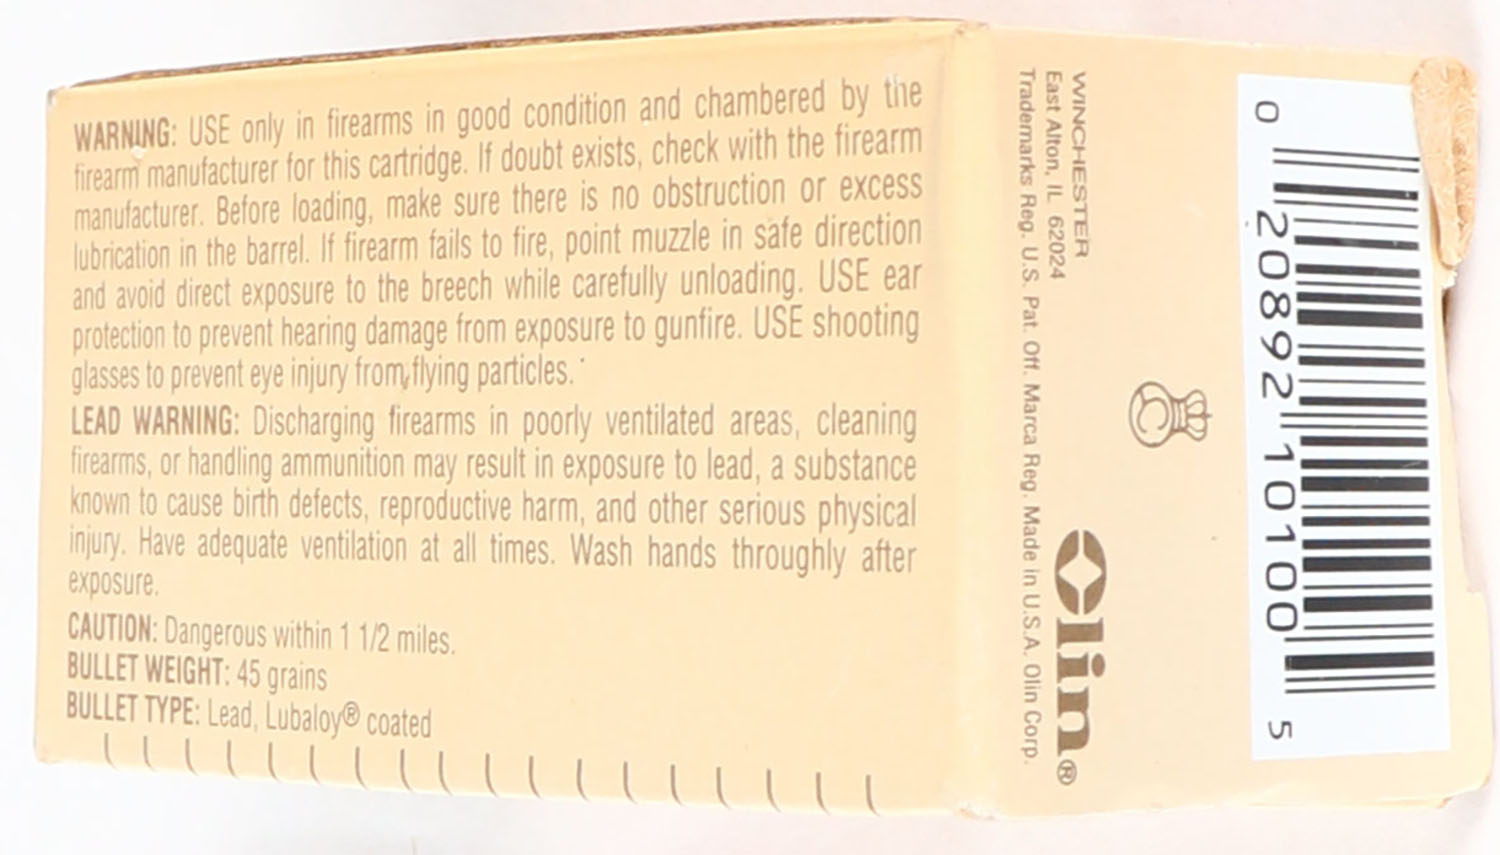 WARNING: USE only in firearms in good condition and chambered by the
firearm manufacturer for this cartridge. If doubt exists, check with the firearm
manufacturer. Before loading, make sure there is no obstruction or excess
lubrication in the barrel. If firearm fails to fire, point muzzle in safe direction
and avoid direct exposure to the breech while carefully unloading. USE ear
protection to prevent hearing damage from exposure to gunfire. USE shooting
glasses to prevent eye injury from flying particles.
LEAD WARNING: Discharging firearms in poorly ventilated areas, cleaning
firearms, or handling ammunition may result in exposure to lead, a substance
known to cause birth defects, reproductive harm, and other serious physical
injury. Have adequate ventilation at all times. Wash hands throughly after
exposure.
CAUTION: Dangerous within 1 1/2 miles.
BULLET WEIGHT: 45 grains
BULLET TYPE: Lead, Lubaloy® coated
WINCHESTER
East Alton, IL 62024
Trademarks Reg. U.S. Pat. Off. Marca Reg. Made in U.S.A. Olin Corp.
Olin®
C
0 20892 10100 5